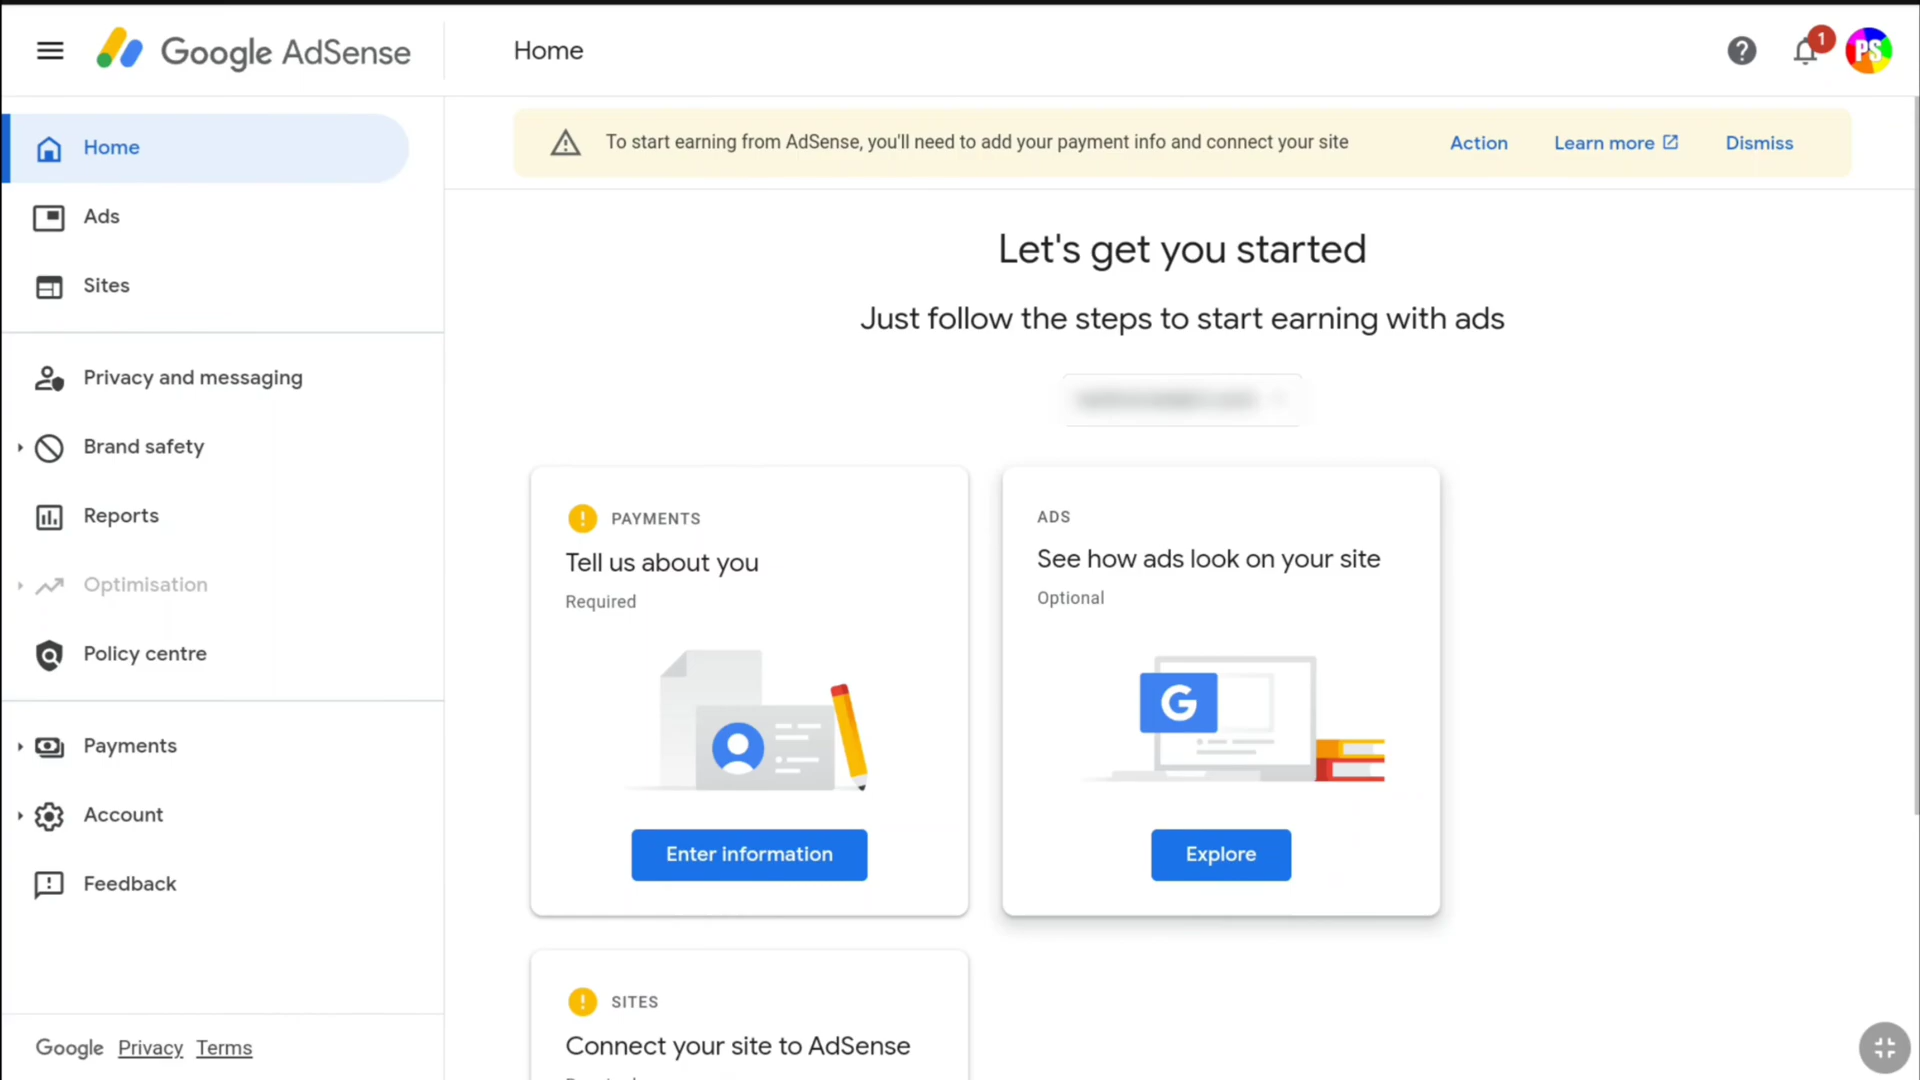 Google AdSense
Home
1
PS
Home
Ads
Sites
Privacy and messaging
Brand safety
Reports
Optimisation
Policy centre
Payments
Account
Feedback
Google Privacy Terms
To start earning from AdSense, you'll need to add your payment info and connect your site
Action
Learn more
Dismiss
Let's get you started
Just follow the steps to start earning with ads
PAYMENTS
Tell us about you
Required
Enter information
ADS
See how ads look on your site
Optional
G
Explore
SITES
Connect your site to AdSense